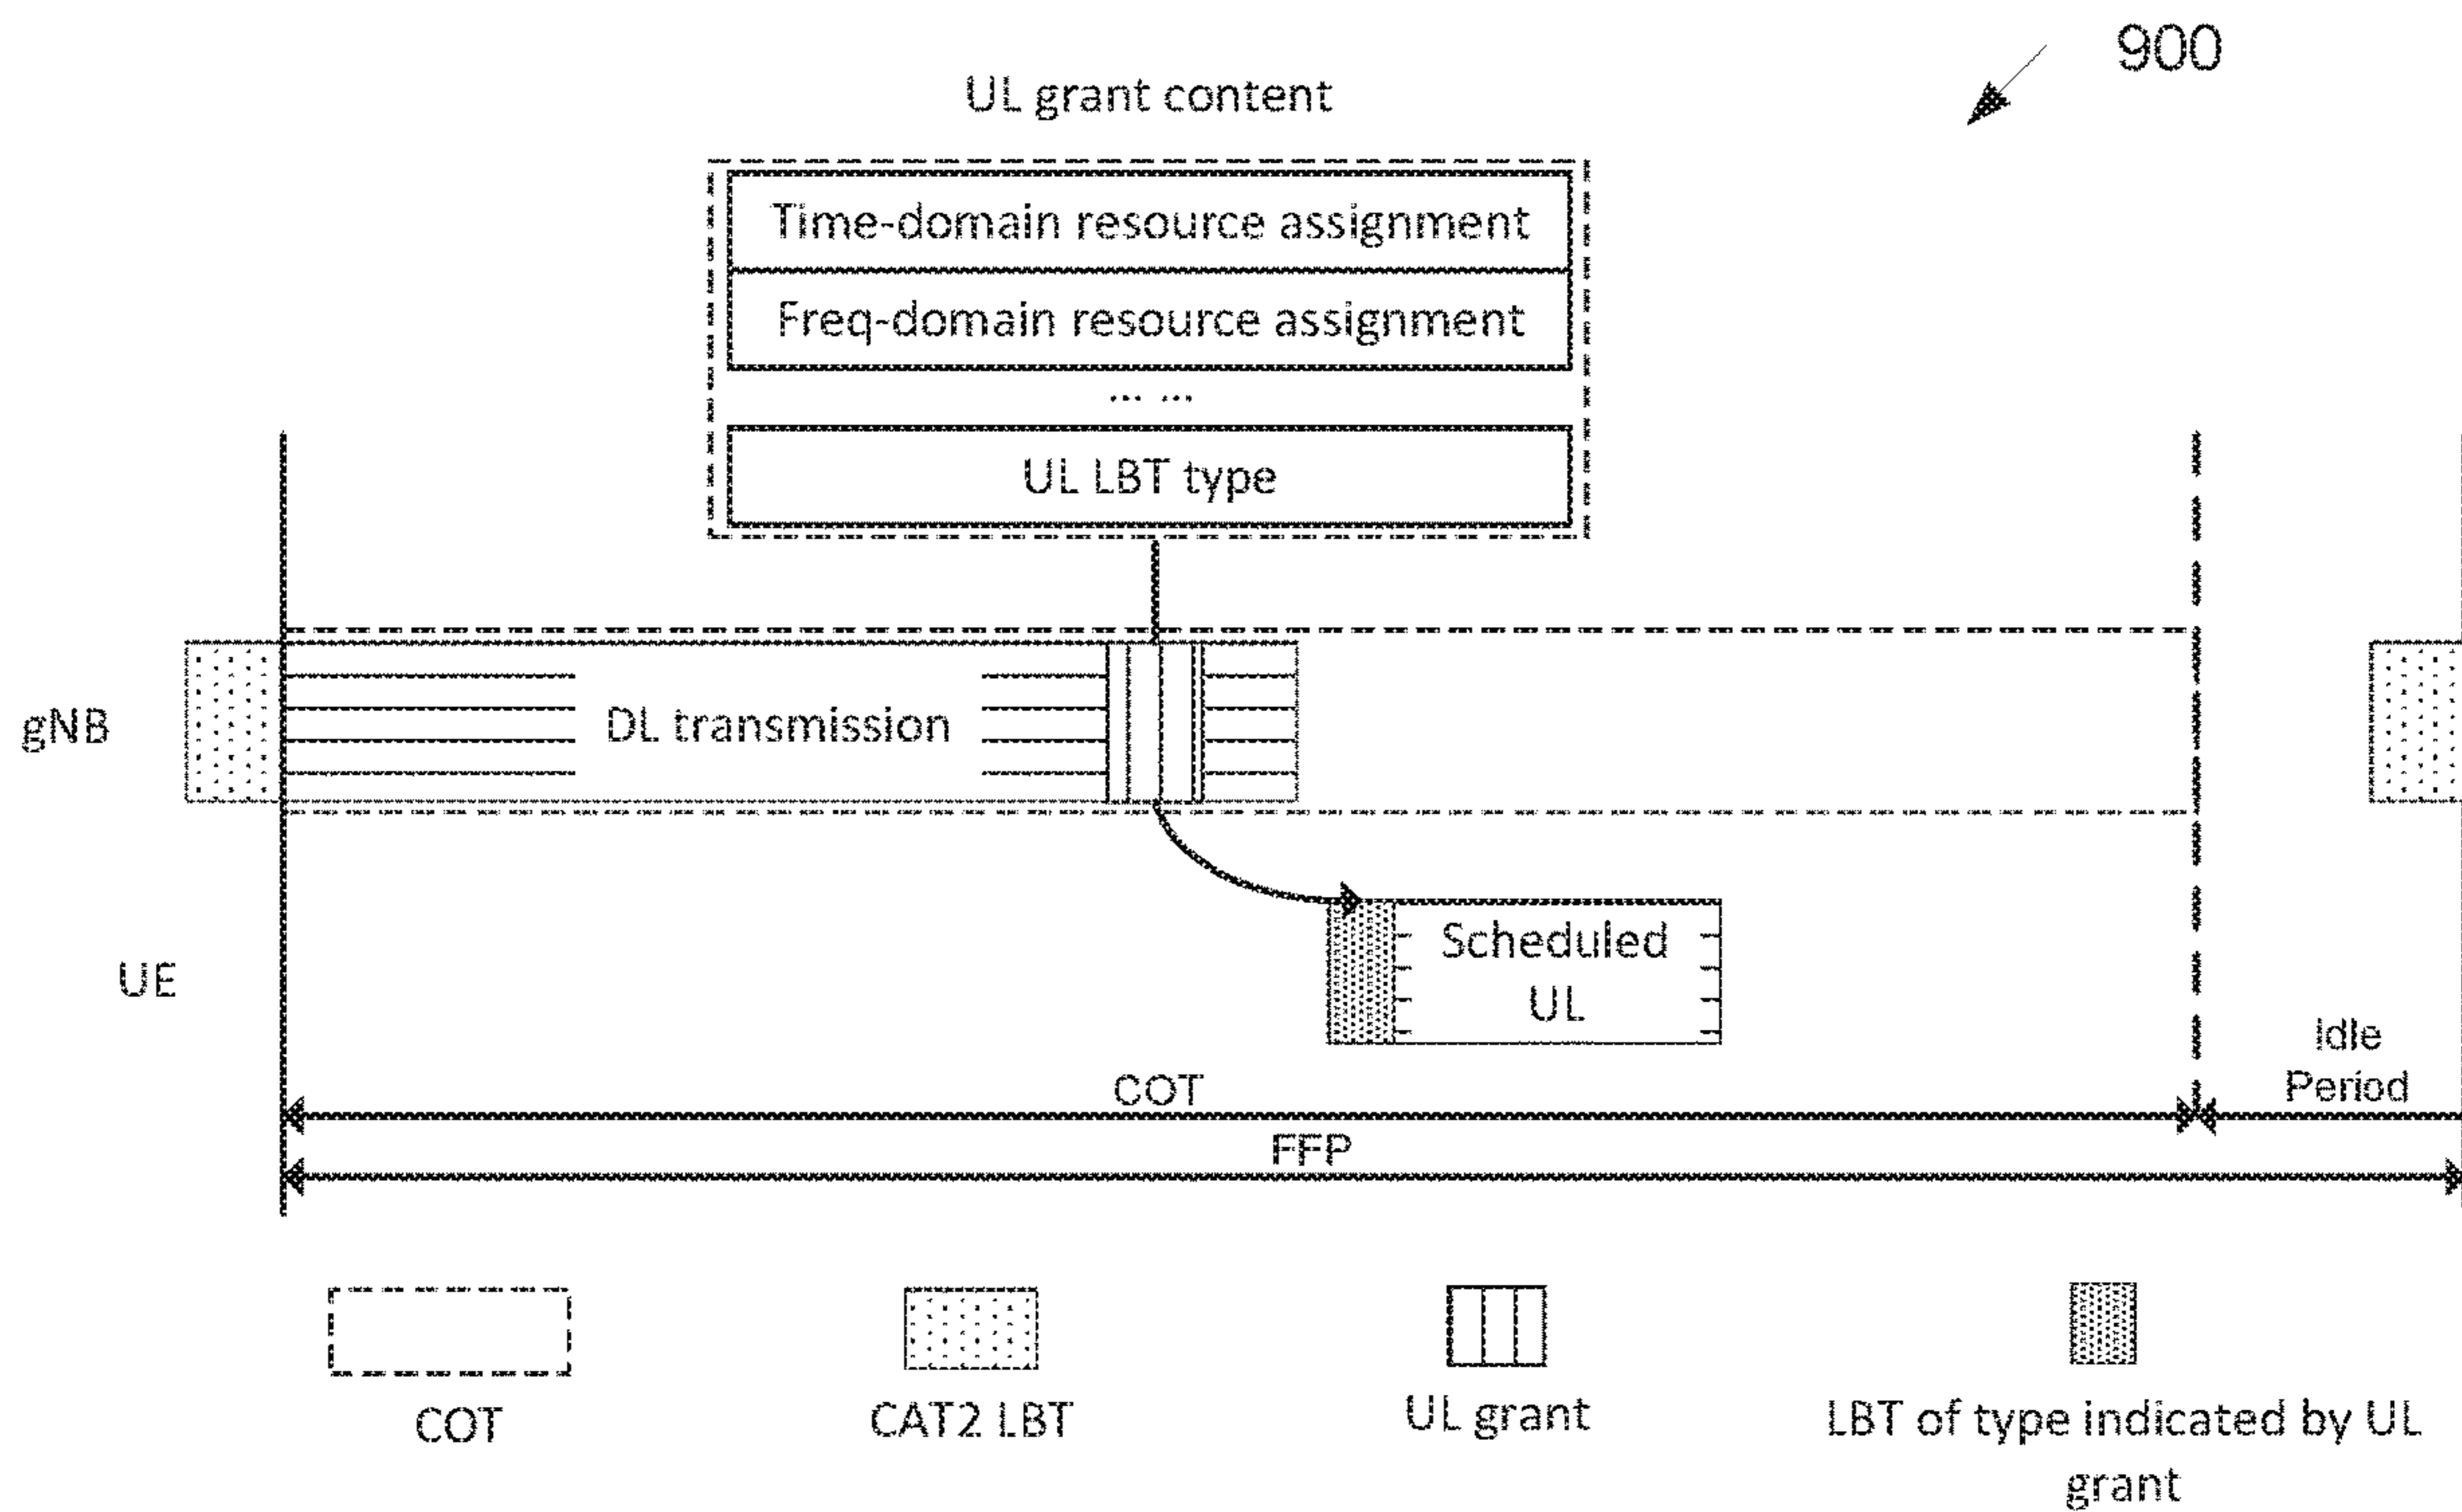 900
UL grant content
Time-domain resource assignment
Freq-domain resource assignment
... ...
UL LBT type
gNB
DL transmission
UE
Scheduled
UL
Idle
Period
COT
FFP
COT
CAT2 LBT
UL grant
LBT of type indicated by UL
grant